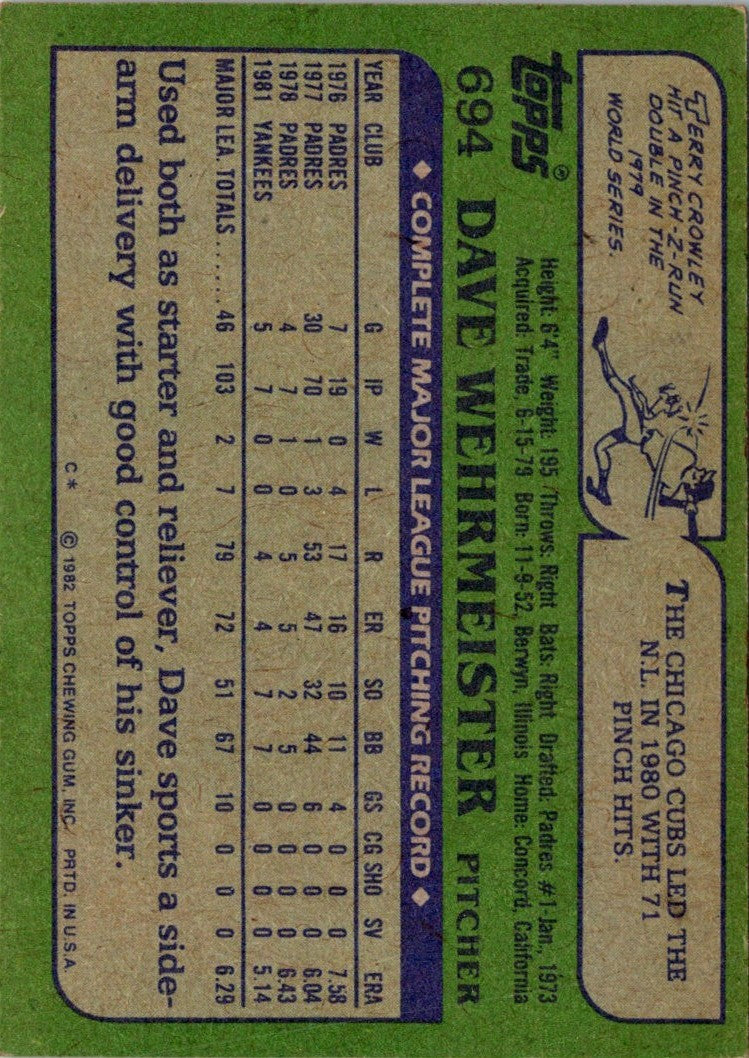 JERRY CROWLEY
HIT A PINCH-2-RUN
DOUBLE IN THE
1979
WORLD SERIES.
THE CHICAGO CUBS LED THE
N.L. IN 1980 WITH 71
PINCH HITS.
topps®
Height: 6'4" Weight: 195 Throws: Right Bats: Right Drafted: Padres #1-Jan., 1973
Acquired: Trade, 6-15-79 Born: 11-9-52, Berwyn, Illinois Home: Concord, California
694 DAVE WEHRMEISTER PITCHER
◆ COMPLETE MAJOR LEAGUE PITCHING RECORD ◆
YEAR CLUB G IP W L R ER SO BB GS CG SHO SV ERA
1976 PADRES 7 19 0 4 17 16 10 11 4 0 0 0 7.58
1977 PADRES 30 70 1 3 53 47 32 44 6 0 0 0 6.04
1978 PADRES 4 7 1 0 5 5 2 5 0 0 0 0 6.43
1981 YANKEES 5 7 0 0 4 4 7 7 0 0 0 0 5.14
MAJOR LEA. TOTALS....... 46 103 2 7 79 72 51 67 10 0 0 0 6.29
Used both as starter and reliever, Dave sports a side-
arm delivery with good control of his sinker.
C* © 1982 TOPPS CHEWING GUM, INC. PRTD. IN U.S.A.